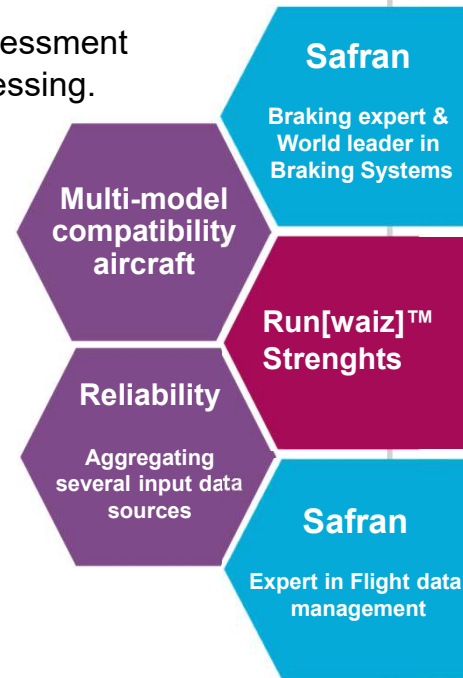 essment
essing.
Safran
Braking expert &
World leader in
Braking Systems
Multi-model
compatibility
aircraft
Run[waiz]™
Strenghts
Reliability
Aggregating
several input data
sources
Safran
Expert in Flight data
management